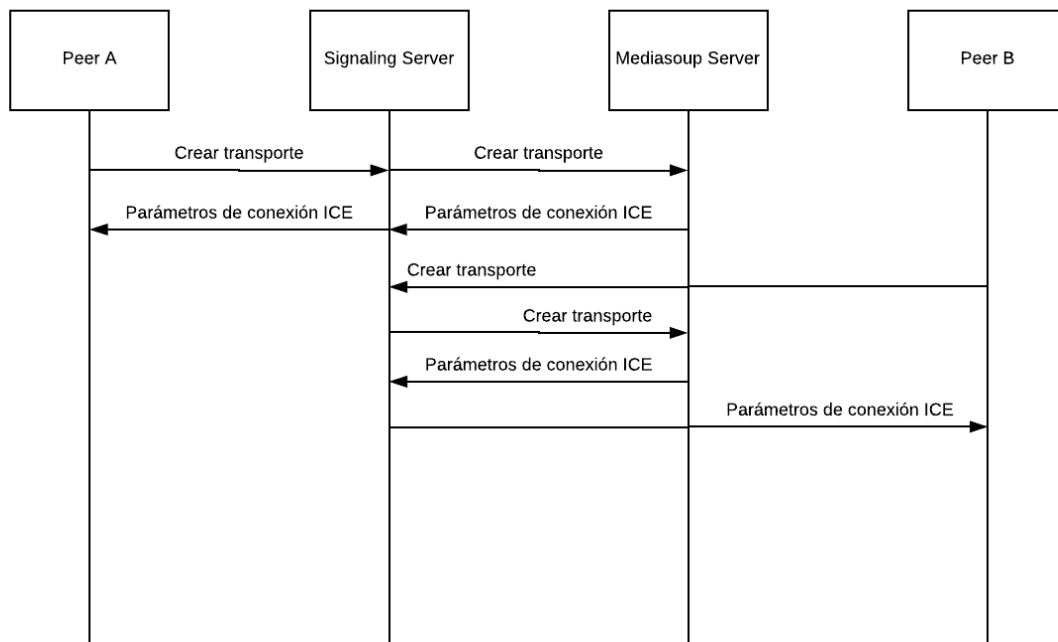 Peer A
Signaling Server
Mediasoup Server
Peer B
Crear transporte
Crear transporte
Parámetros de conexión ICE
Parámetros de conexión ICE
Crear transporte
Crear transporte
Parámetros de conexión ICE
Parámetros de conexión ICE